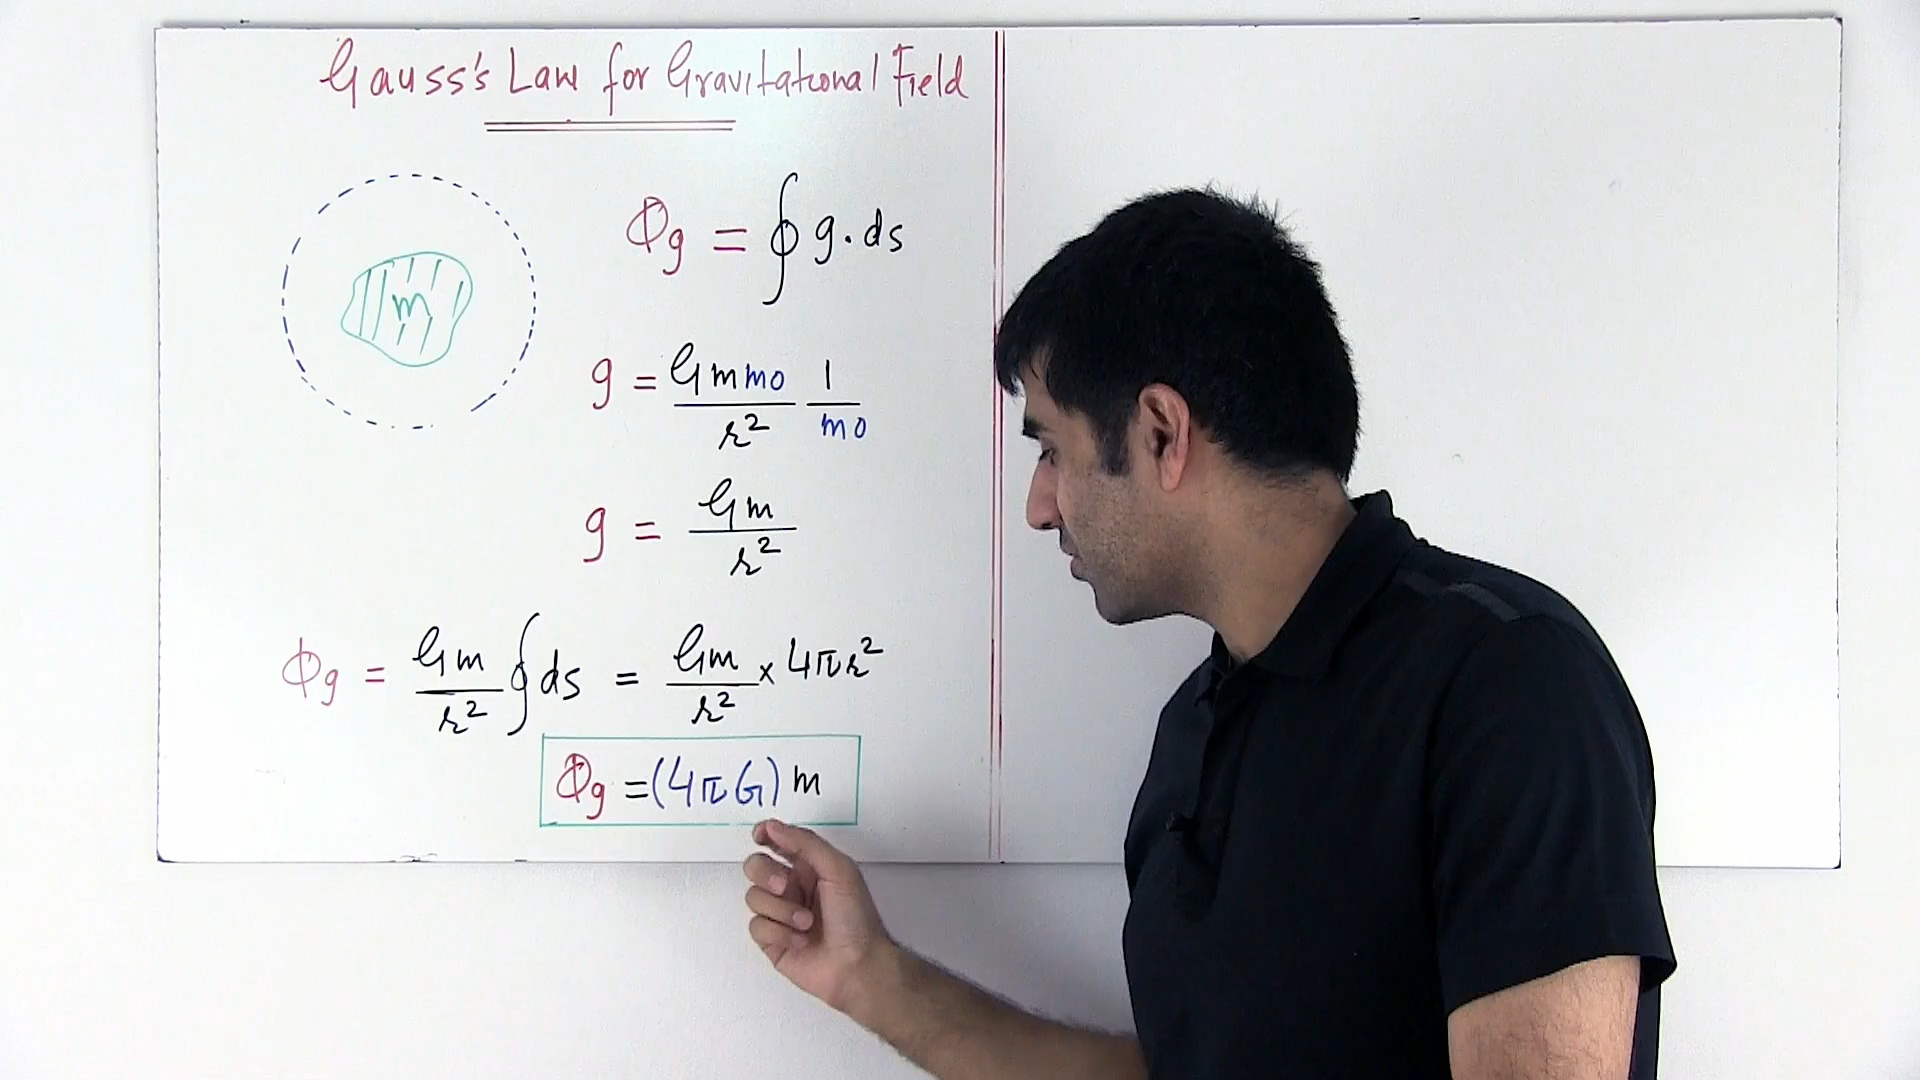 Gauss's Law for Gravitational Field
m
Φg = ∮ g · ds
g = Gmmo/r² 1/mo
g = Gm/r²
Φg = Gm/r² ∮ ds = Gm/r² × 4πr²
Φg = (4πG) m